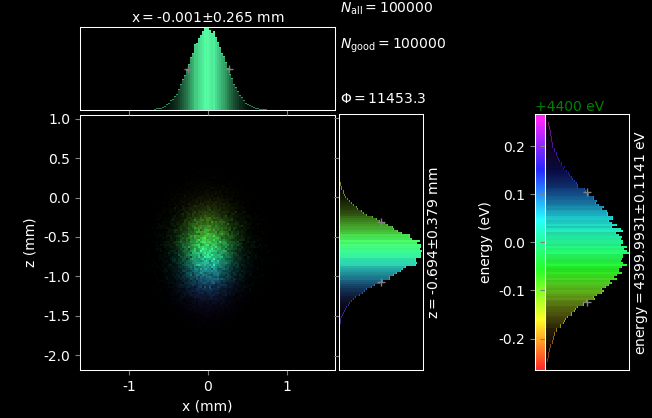 x = -0.001±0.265 mm
N_all = 100000
N_good = 100000
Φ = 11453.3
+4400 eV
1.0
0.5
0.0
-0.5
-1.0
-1.5
-2.0
z (mm)
-1
0
1
x (mm)
z = -0.694±0.379 mm
0.2
0.1
0.0
-0.1
-0.2
energy (eV)
energy = 4399.9931±0.1141 eV